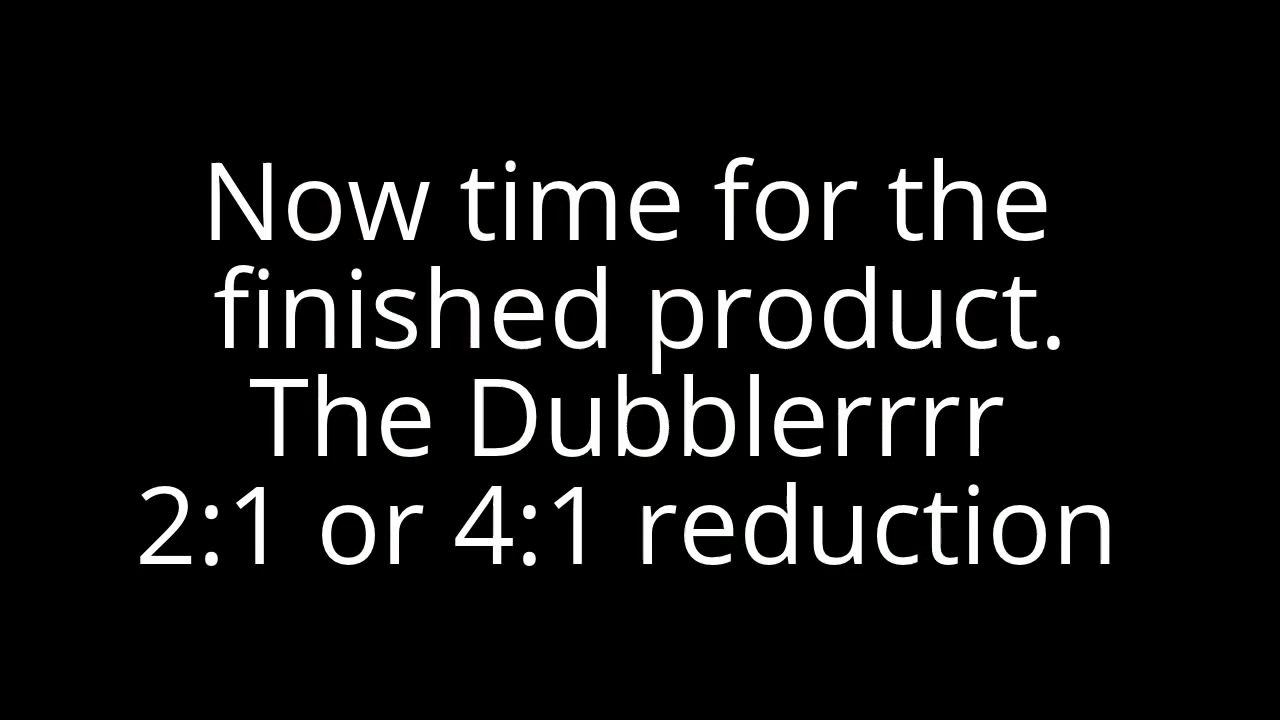 Now time for the
finished product.
The Dubblerrrr
2:1 or 4:1 reduction